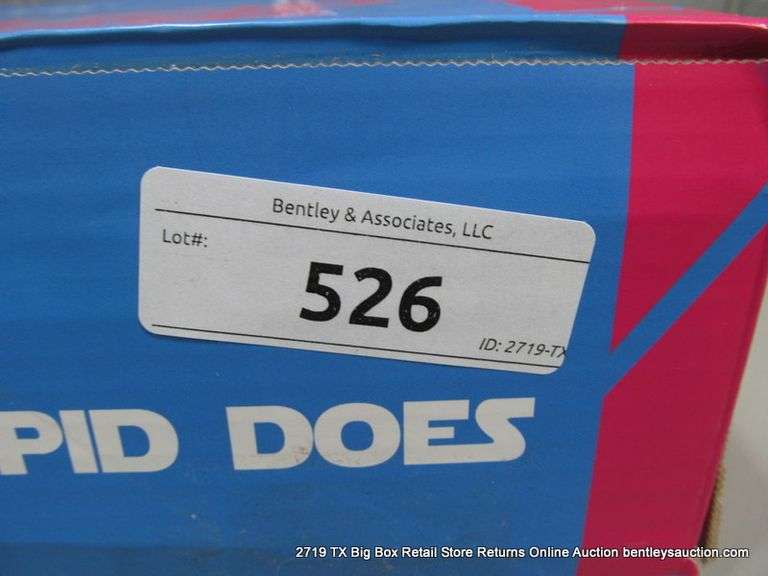 Bentley & Associates, LLC
Lot#:
526
ID: 2719-TX
PID DOES
2719 TX Big Box Retail Store Returns Online Auction bentleysauction.com